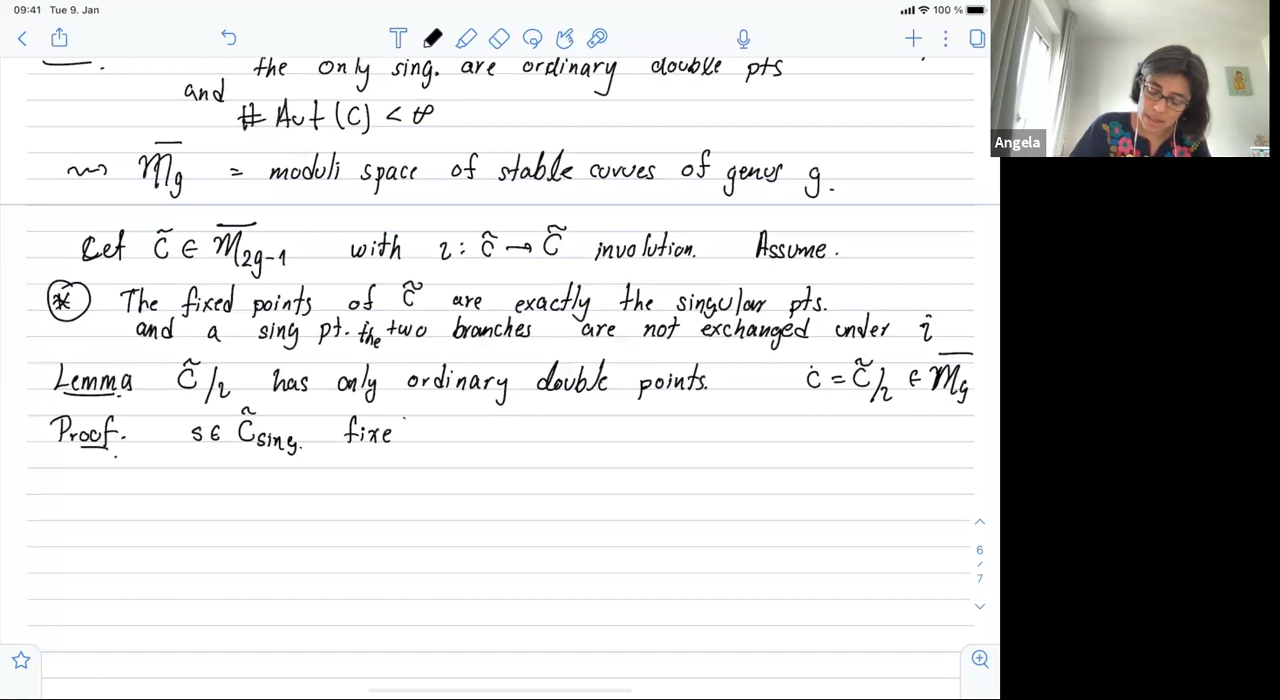 09:41 Tue 9. Jan
100 %
the only sing. are ordinary double pts
and
# Aut (C) < ∞
⇝ M̅g = moduli space of stable curves of genus g.
Let C̃ ∈ M̅2g-1 with ι : C̃ → C̃ involution. Assume.
(*) The fixed points of C̃ are exactly the singular pts.
and a sing pt. the two branches are not exchanged under i
Lemma C̃/ι has only ordinary double points. C = C̃/ι ∈ M̅g
Proof. s ∈ C̃sing. fixe
Angela
6
/
7